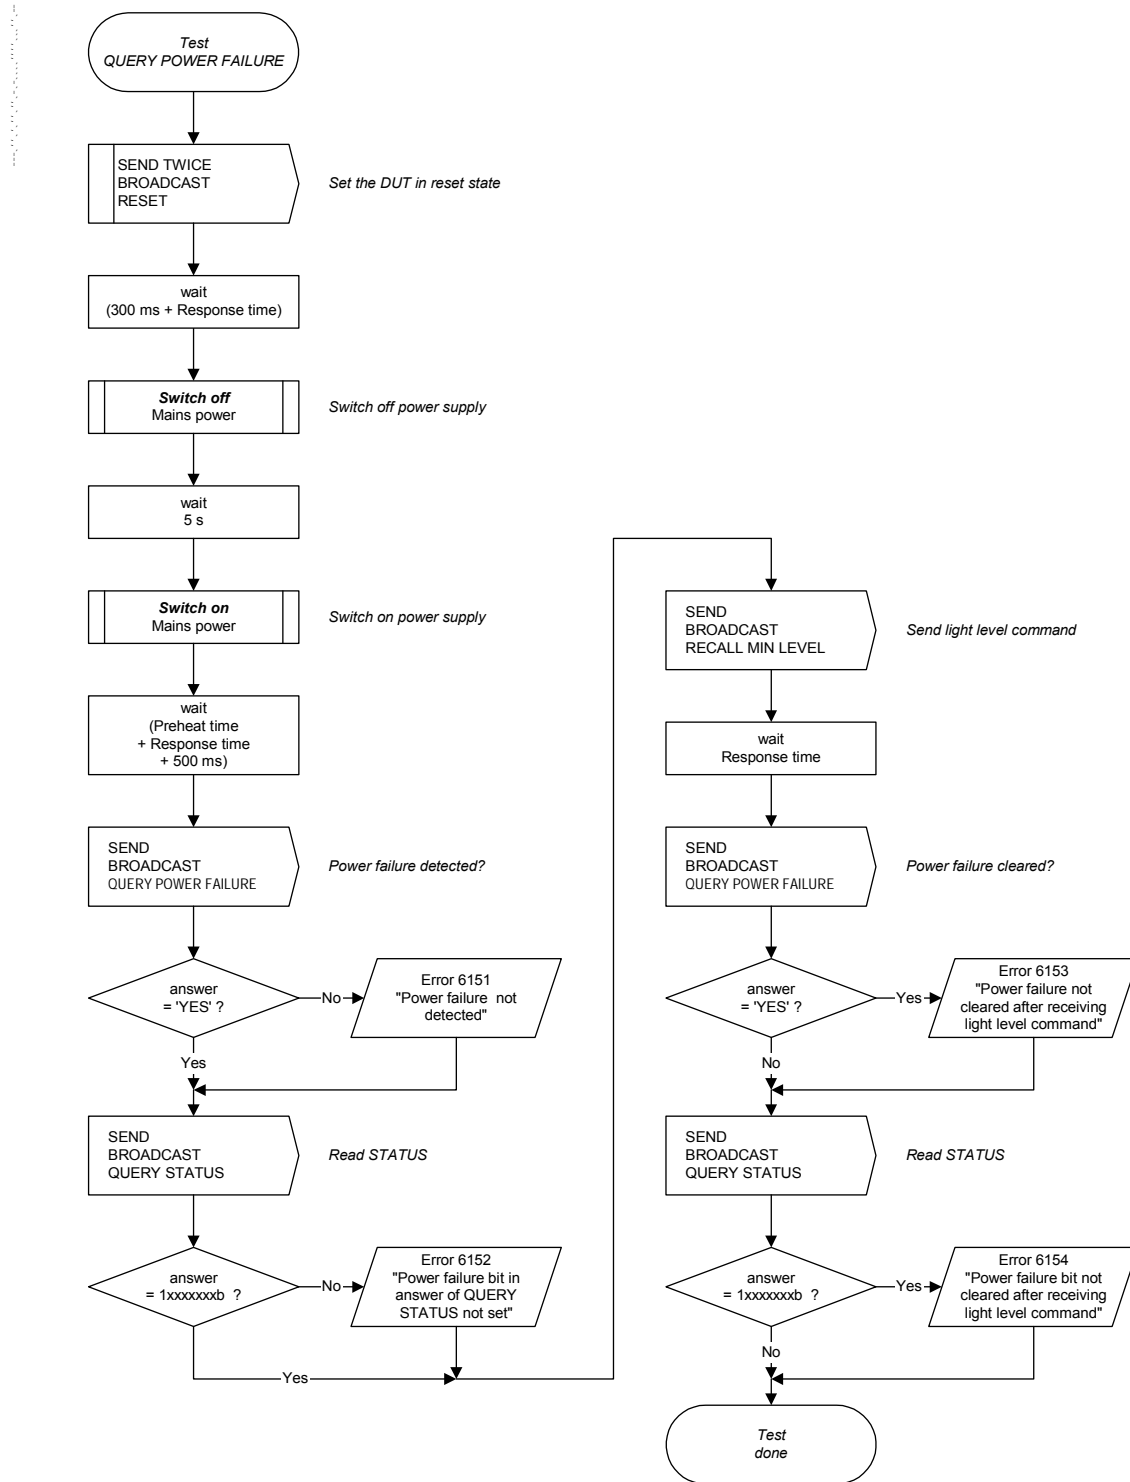 Test
QUERY POWER FAILURE
SEND TWICE
BROADCAST
RESET
Set the DUT in reset state
wait
(300 ms + Response time)
Switch off
Mains power
Switch off power supply
wait
5 s
Switch on
Mains power
Switch on power supply
wait
(Preheat time
+ Response time
+ 500 ms)
SEND
BROADCAST
QUERY POWER FAILURE
Power failure detected?
answer
= 'YES' ?
No
Error 6151
"Power failure not
detected"
Yes
SEND
BROADCAST
QUERY STATUS
Read STATUS
answer
= 1xxxxxxxb ?
No
Error 6152
"Power failure bit in
answer of QUERY
STATUS not set"
Yes
SEND
BROADCAST
RECALL MIN LEVEL
Send light level command
wait
Response time
SEND
BROADCAST
QUERY POWER FAILURE
Power failure cleared?
answer
= 'YES' ?
Yes
Error 6153
"Power failure not
cleared after receiving
light level command"
No
SEND
BROADCAST
QUERY STATUS
Read STATUS
answer
= 1xxxxxxxb ?
Yes
Error 6154
"Power failure bit not
cleared after receiving
light level command"
No
Test
done